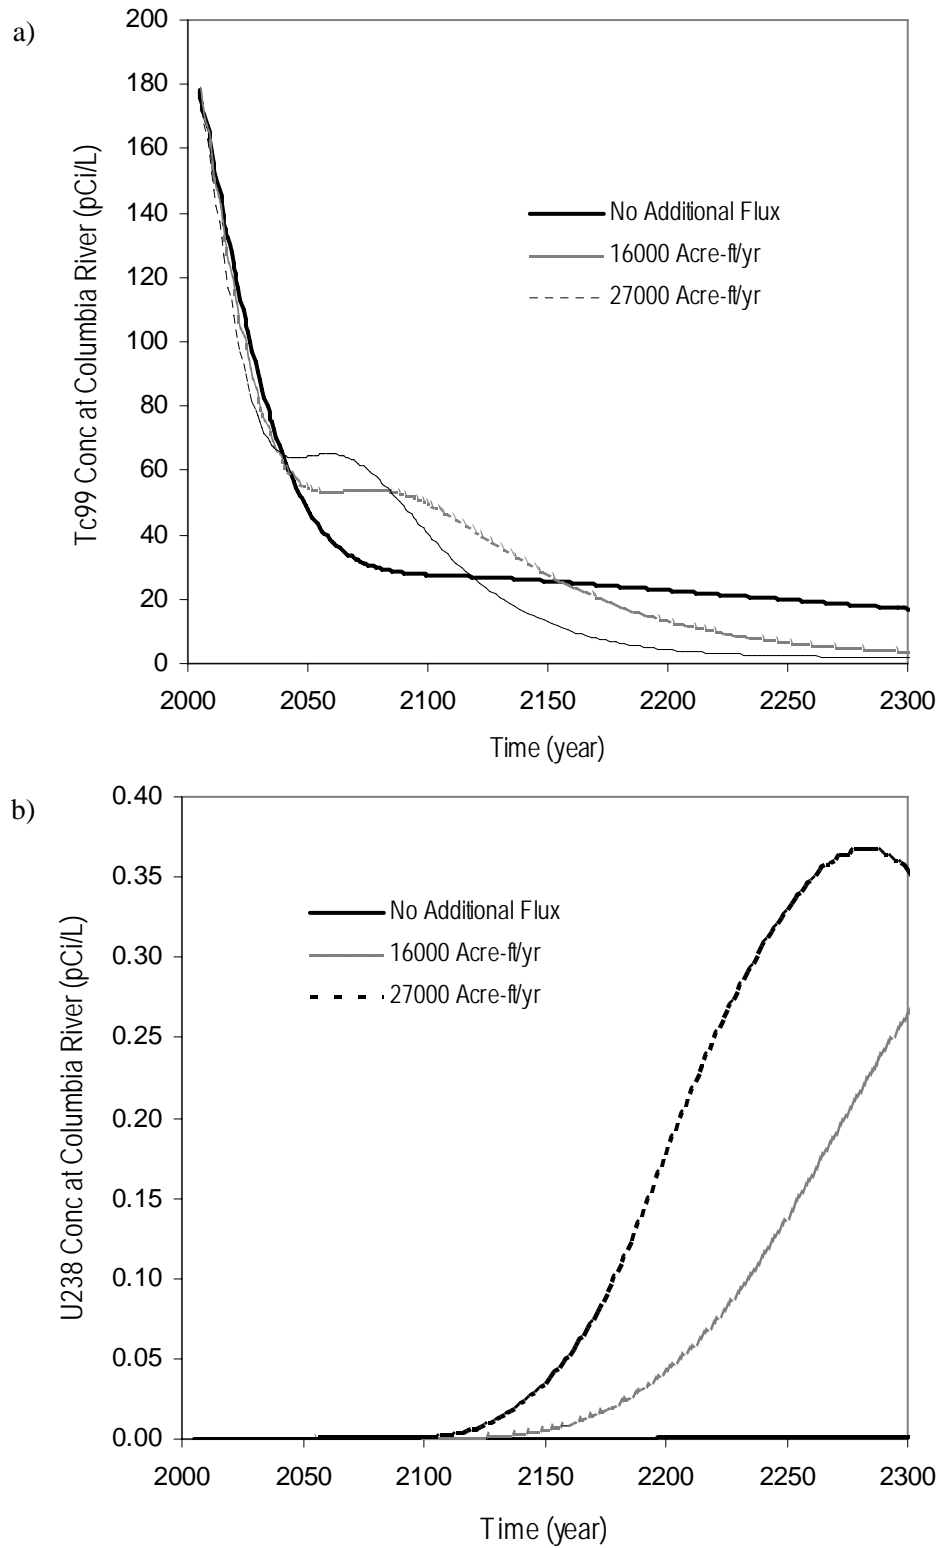 a)
Tc99 Conc at Columbia River (pCi/L)
200
180
160
140
120
100
80
60
40
20
0
No Additional Flux
16000 Acre-ft/yr
27000 Acre-ft/yr
2000 2050 2100 2150 2200 2250 2300
Time (year)
b)
U238 Conc at Columbia River (pCi/L)
0.40
0.35
0.30
0.25
0.20
0.15
0.10
0.05
0.00
No Additional Flux
16000 Acre-ft/yr
27000 Acre-ft/yr
2000 2050 2100 2150 2200 2250 2300
Time (year)